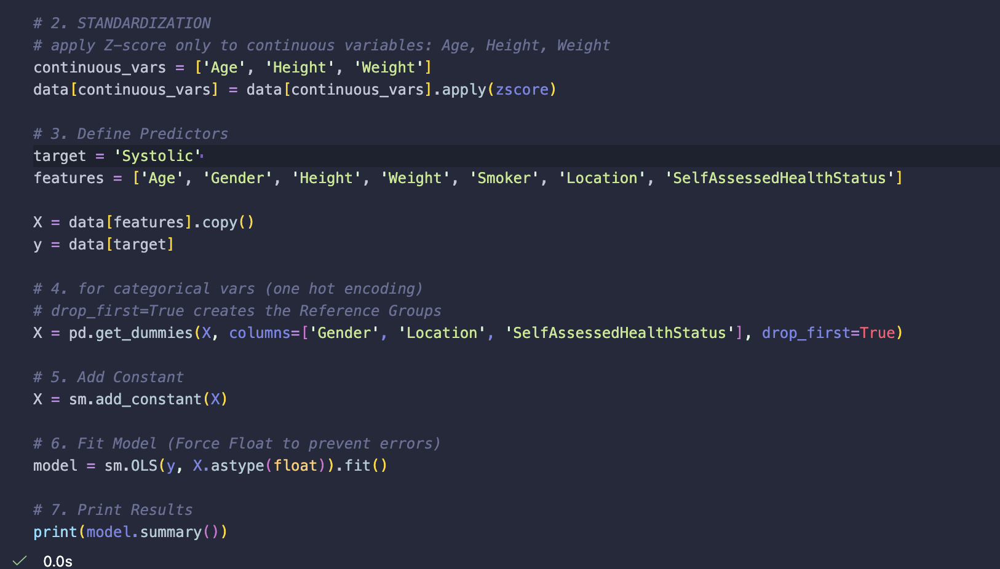 # 2. STANDARDIZATION
# apply Z-score only to continuous variables: Age, Height, Weight
continuous_vars = ['Age', 'Height', 'Weight']
data[continuous_vars] = data[continuous_vars].apply(zscore)
# 3. Define Predictors
target = 'Systolic'
features = ['Age', 'Gender', 'Height', 'Weight', 'Smoker', 'Location', 'SelfAssessedHealthStatus']
X = data[features].copy()
y = data[target]
# 4. for categorical vars (one hot encoding)
# drop_first=True creates the Reference Groups
X = pd.get_dummies(X, columns=['Gender', 'Location', 'SelfAssessedHealthStatus'], drop_first=True)
# 5. Add Constant
X = sm.add_constant(X)
# 6. Fit Model (Force Float to prevent errors)
model = sm.OLS(y, X.astype(float)).fit()
# 7. Print Results
print(model.summary())
0.0s